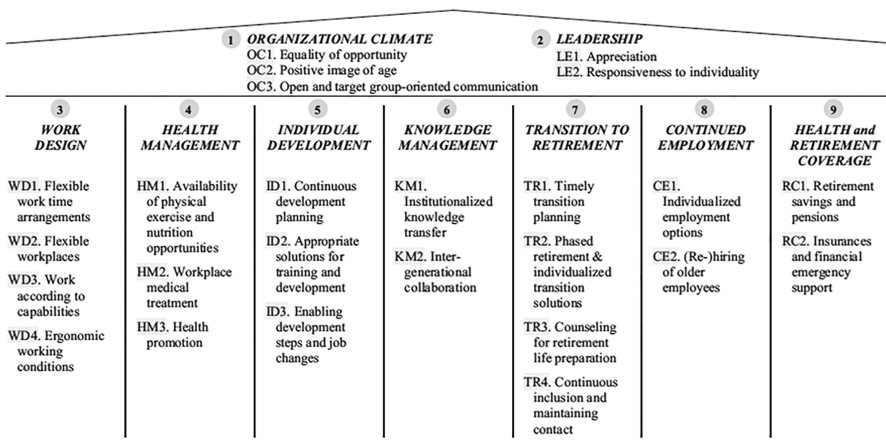 1 ORGANIZATIONAL CLIMATE
OC1. Equality of opportunity
OC2. Positive image of age
OC3. Open and target group-oriented communication
2 LEADERSHIP
LE1. Appreciation
LE2. Responsiveness to individuality
3
WORK
DESIGN
WD1. Flexible
work time
arrangements
WD2. Flexible
workplaces
WD3. Work
according to
capabilities
WD4. Ergonomic
working
conditions
4
HEALTH
MANAGEMENT
HM1. Availability
of physical
exercise and
nutrition
opportunities
HM2. Workplace
medical
treatment
HM3. Health
promotion
5
INDIVIDUAL
DEVELOPMENT
ID1. Continuous
development
planning
ID2. Appropriate
solutions for
training and
development
ID3. Enabling
development
steps and job
changes
6
KNOWLEDGE
MANAGEMENT
KM1.
Institutionalized
knowledge
transfer
KM2. Inter-
generational
collaboration
7
TRANSITION TO
RETIREMENT
TR1. Timely
transition
planning
TR2. Phased
retirement &
individualized
transition
solutions
TR3. Counseling
for retirement
life preparation
TR4. Continuous
inclusion and
maintaining
contact
8
CONTINUED
EMPLOYMENT
CE1.
Individualized
employment
options
CE2. (Re-)hiring
of older
employees
9
HEALTH and
RETIREMENT
COVERAGE
RC1. Retirement
savings and
pensions
RC2. Insurances
and financial
emergency
support